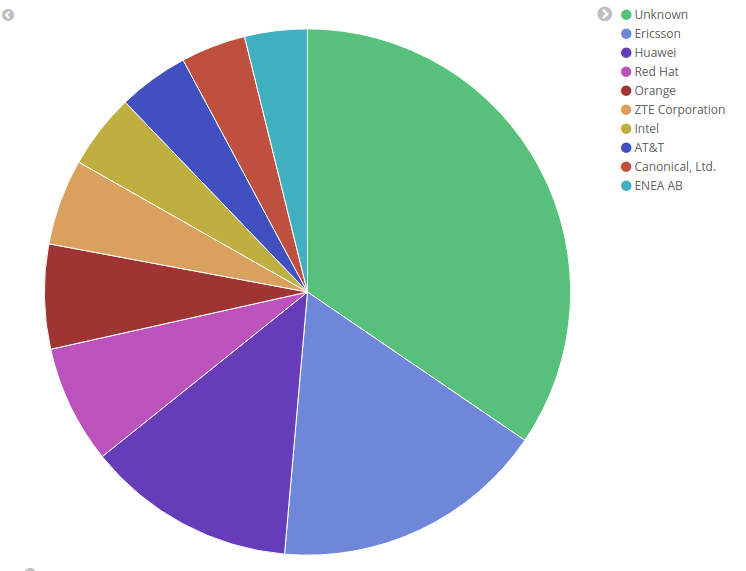 Unknown
Ericsson
Huawei
Red Hat
Orange
ZTE Corporation
Intel
AT&T
Canonical, Ltd.
ENEA AB